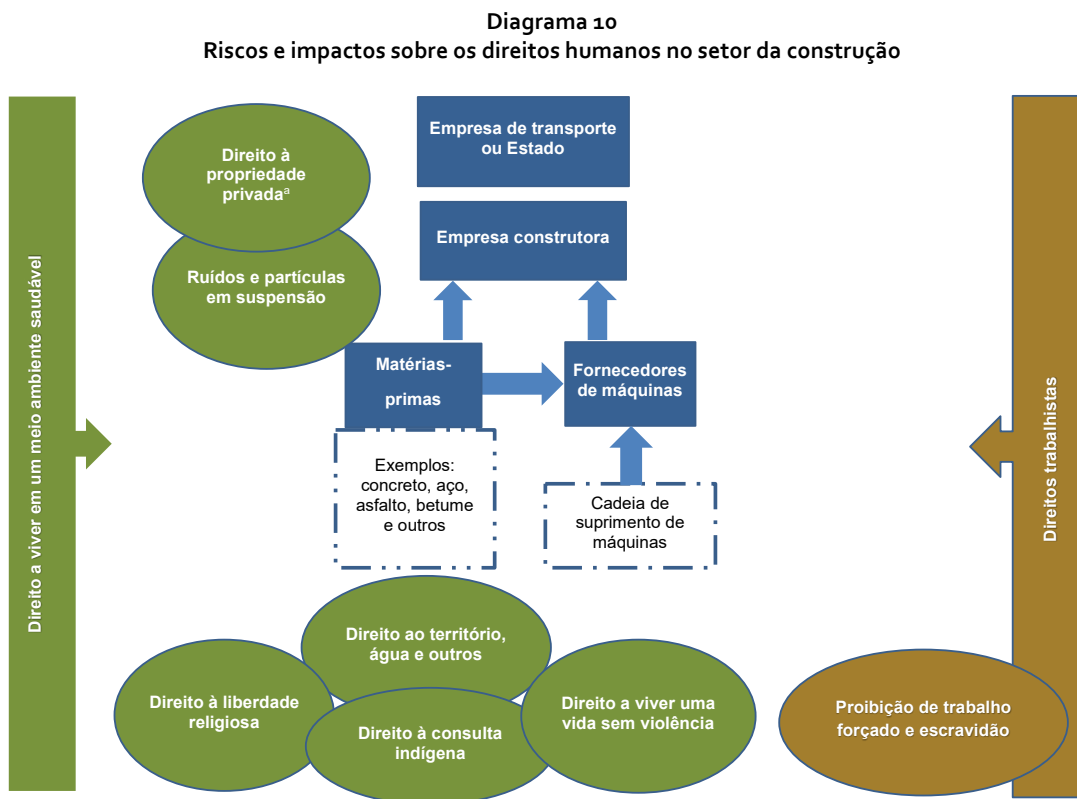 Diagrama 10
Riscos e impactos sobre os direitos humanos no setor da construção
Direito a viver em um meio ambiente saudável
Direito à
propriedade
privadaª
Ruídos e partículas
em suspensão
Empresa de transporte
ou Estado
Empresa construtora
Matérias-
primas
Fornecedores
de máquinas
Exemplos:
concreto, aço,
asfalto, betume
e outros
Cadeia de
suprimento de
máquinas
Direitos trabalhistas
Direito ao território,
água e outros
Direito à liberdade
religiosa
Direito à consulta
indígena
Direito a viver uma
vida sem violência
Proibição de trabalho
forçado e escravidão